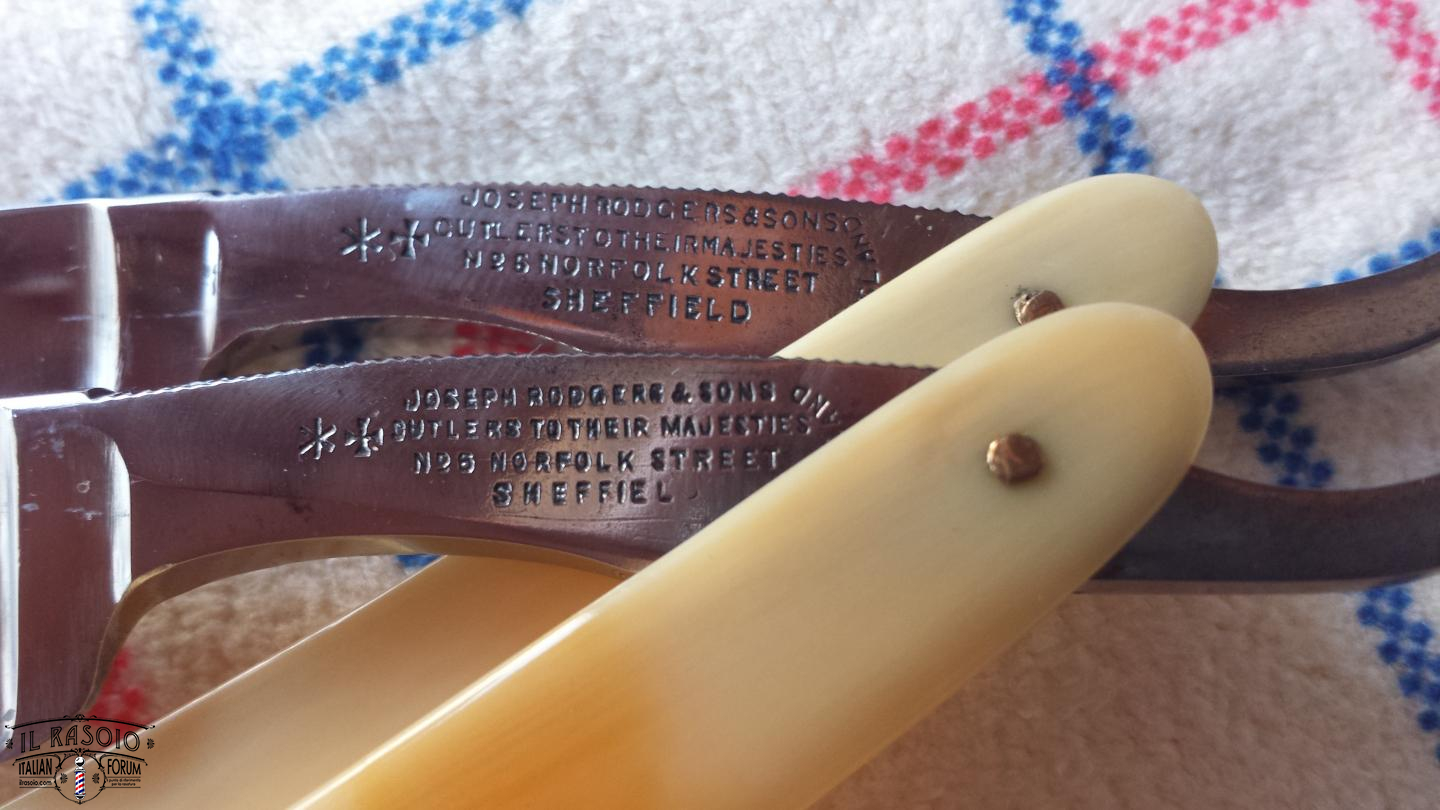 JOSEPH RODGERS & SONS
CUTLERS TO THEIR MAJESTIES
No 6 NORFOLK STREET
SHEFFIELD
JOSEPH RODGERS & SONS
CUTLERS TO THEIR MAJESTIES
No 6 NORFOLK STREET
SHEFFIEL
IL RASOIO
ITALIAN FORUM
ilrasoio.com